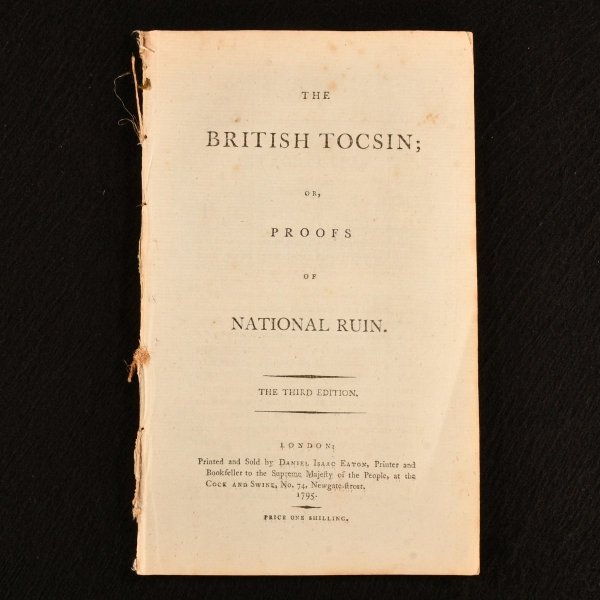 THE
BRITISH TOCSIN;
OR,
PROOFS
OF
NATIONAL RUIN.
THE THIRD EDITION.
LONDON:
Printed and Sold by DANIEL ISAAC EATON, Printer and
Bookſeller to the Supreme Majeſty of the People, at the
COCK AND SWINE, No. 74, Newgate-ſtreet.
1795.
PRICE ONE SHILLING.